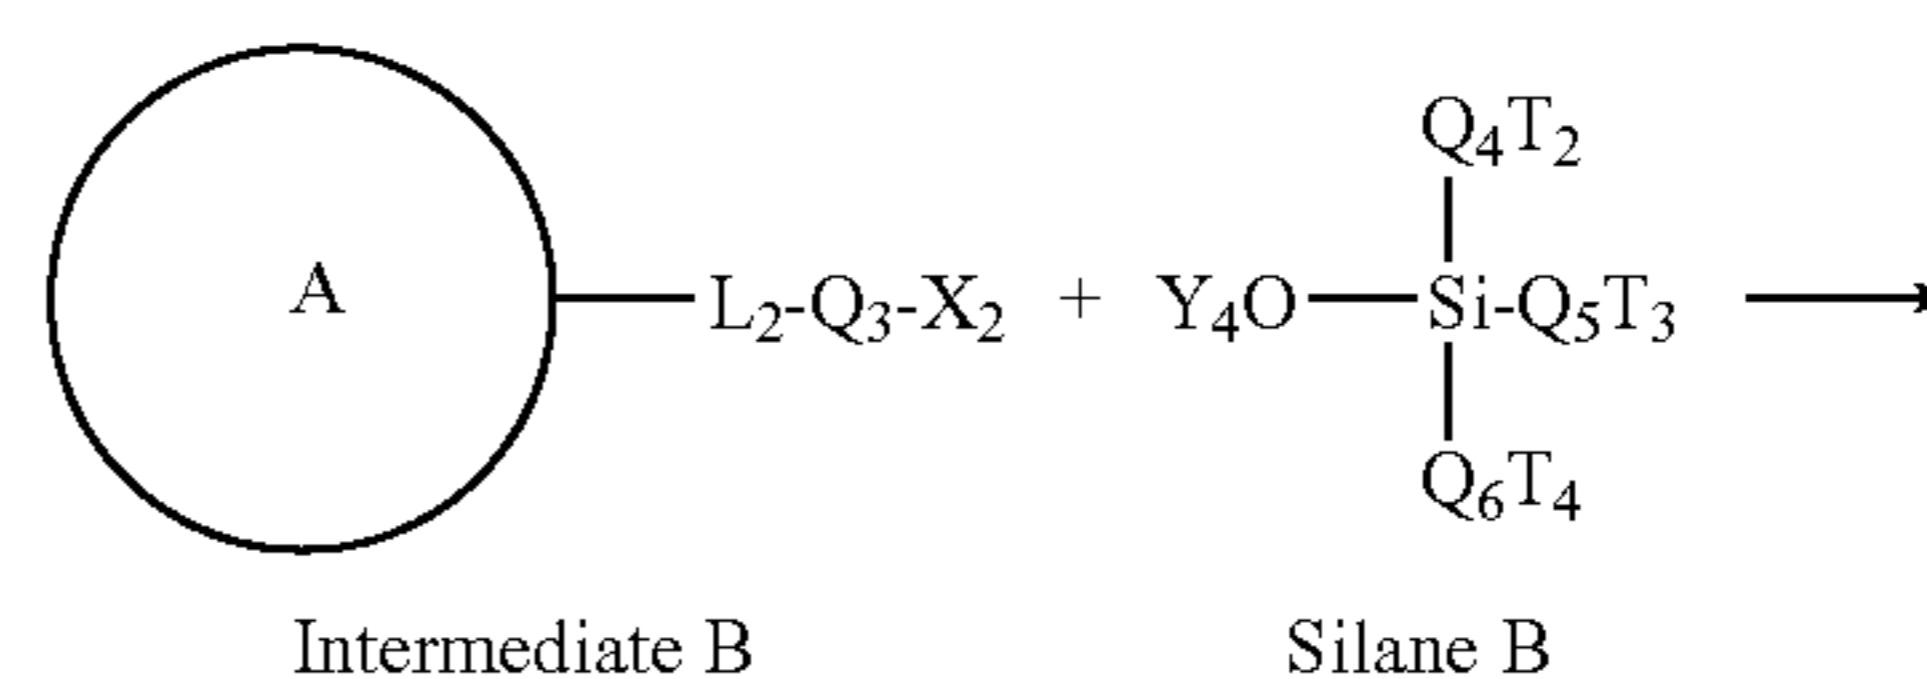 Q₄T₂
A L₂-Q₃-X₂ + Y₄O Si-Q₅T₃
Q₆T₄
Intermediate B Silane B